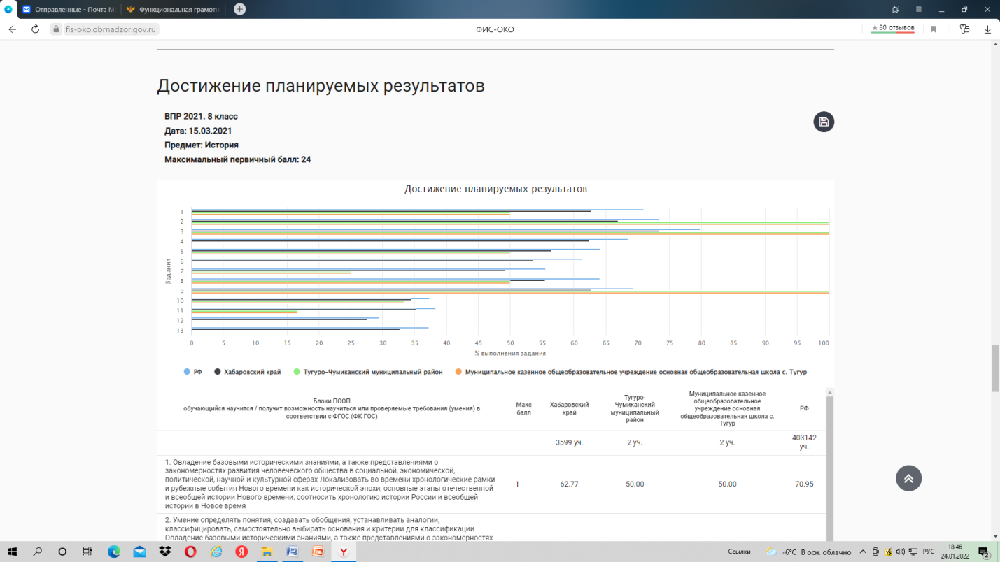 Отправленные - Почта М
Функциональная грамотн
fis-oko.obrnadzor.gov.ru
ФИС-ОКО
★ 80 отзывов
Достижение планируемых результатов
ВПР 2021. 8 класс
Дата: 15.03.2021
Предмет: История
Максимальный первичный балл: 24
Достижение планируемых результатов
Задания
1
2
3
4
5
6
7
8
9
10
11
12
13
0 5 10 15 20 25 30 35 40 45 50 55 60 65 70 75 80 85 90 95 100
% выполнения задания
РФ Хабаровский край Тугуро-Чумиканский муниципальный район Муниципальное казенное общеобразовательное учреждение основная общеобразовательная школа с. Тугур
Блоки ПООП
обучающийся научится / получит возможность научиться или проверяемые требования (умения) в
соответствии с ФГОС (ФК ГОС)
Макс
балл
Хабаровский
край
Тугуро-
Чумиканский
муниципальный
район
Муниципальное казенное
общеобразовательное
учреждение основная
общеобразовательная школа с.
Тугур
РФ
3599 уч. 2 уч. 2 уч. 403142
уч.
1. Овладение базовыми историческими знаниями, а также представлениями о
закономерностях развития человеческого общества в социальной, экономической,
политической, научной и культурной сферах Локализовать во времени хронологические рамки
и рубежные события Нового времени как исторической эпохи, основные этапы отечественной
и всеобщей истории Нового времени; соотносить хронологию истории России и всеобщей
истории в Новое время
1 62.77 50.00 50.00 70.95
2. Умение определять понятия, создавать обобщения, устанавливать аналогии,
классифицировать, самостоятельно выбирать основания и критерии для классификации
Овладение базовыми историческими знаниями, а также представлениями о закономерностях
Ссылки
-6°C В осн. облачно
РУС
18:46
24.01.2022
2